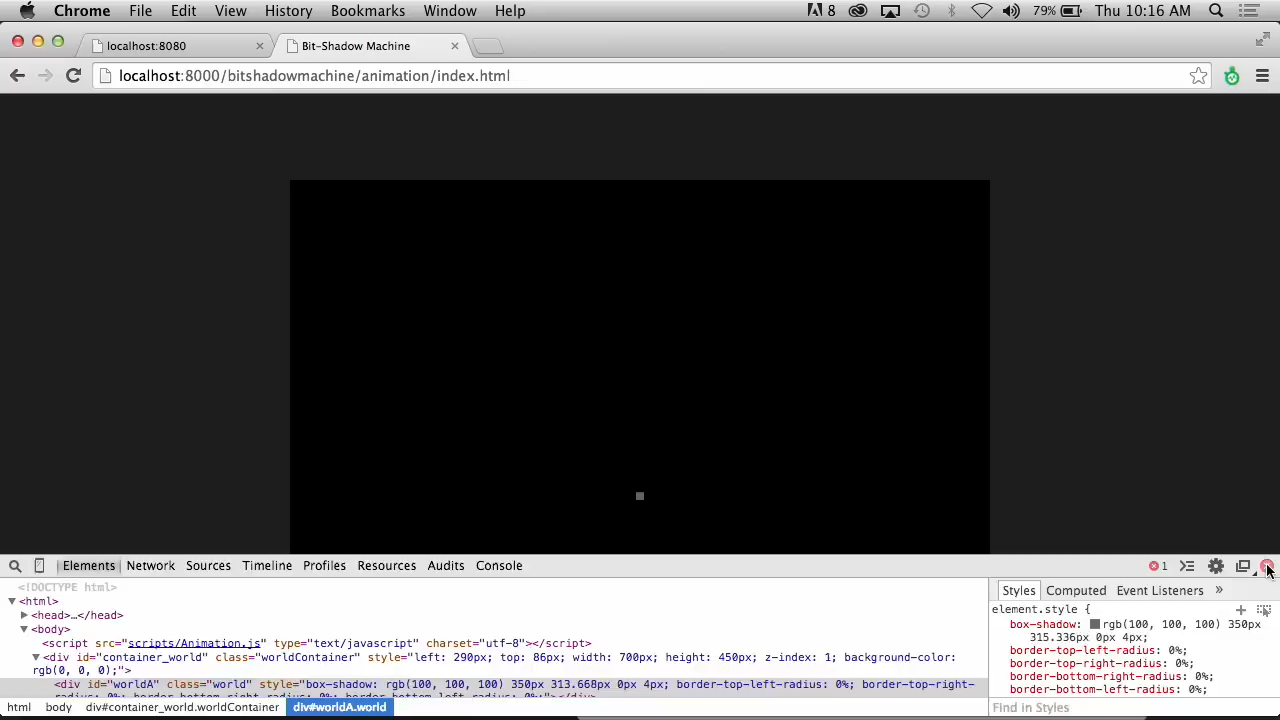 Chrome File Edit View History Bookmarks Window Help 8 79% Thu 10:16 AM
localhost:8080 × Bit-Shadow Machine ×
localhost:8000/bitshadowmachine/animation/index.html
Elements Network Sources Timeline Profiles Resources Audits Console 1
<!DOCTYPE html>
▼<html>
▶<head>…</head>
▼<body>
<script src="scripts/Animation.js" type="text/javascript" charset="utf-8"></script>
▼<div id="container_world" class="worldContainer" style="left: 290px; top: 86px; width: 700px; height: 450px; z-index: 1; background-color:
rgb(0, 0, 0);">
<div id="worldA" class="world" style="box-shadow: rgb(100, 100, 100) 350px 313.668px 0px 4px; border-top-left-radius: 0%; border-top-right-
html body div#container_world.worldContainer div#worldA.world
Styles Computed Event Listeners »
element.style {
box-shadow: rgb(100, 100, 100) 350px
315.336px 0px 4px;
border-top-left-radius: 0%;
border-top-right-radius: 0%;
border-bottom-right-radius: 0%;
border-bottom-left-radius: 0%;
Find in Styles